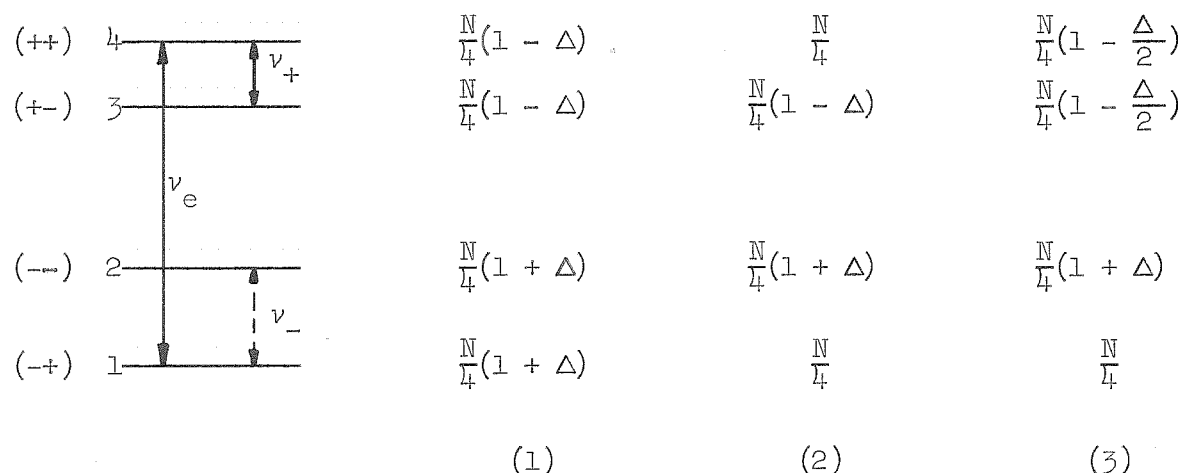 (++) 4 N/4(1 - Δ) N/4 N/4(1 - Δ/2)
ν+
(+-) 3 N/4(1 - Δ) N/4(1 - Δ) N/4(1 - Δ/2)
νe
(--) 2 N/4(1 + Δ) N/4(1 + Δ) N/4(1 + Δ)
ν-
(-+) 1 N/4(1 + Δ) N/4 N/4
(1) (2) (3)